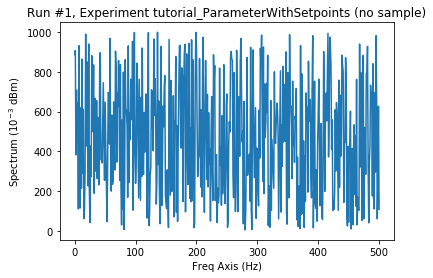 Run #1, Experiment tutorial_ParameterWithSetpoints (no sample)
1000
800
600
400
200
0
Spectrum (10⁻³ dBm)
0 100 200 300 400 500
Freq Axis (Hz)